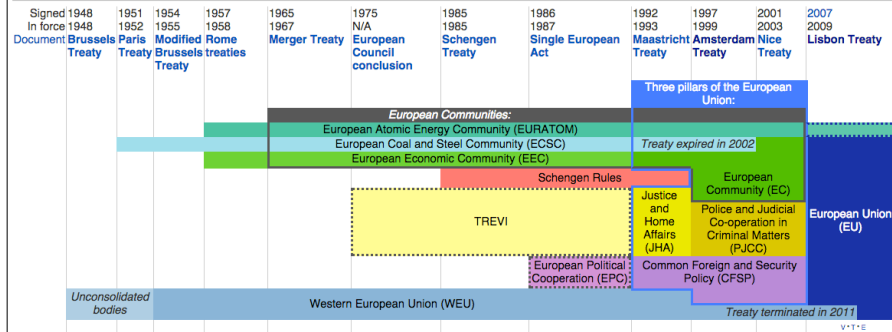 Signed 1948 1951 1954 1957 1965 1975 1985 1986 1992 1997 2001 2007
In force 1948 1952 1955 1958 1967 N/A 1985 1987 1993 1999 2003 2009
Document Brussels Paris Modified Rome Merger Treaty European Schengen Single European Maastricht Amsterdam Nice Lisbon Treaty
Treaty Treaty Brussels treaties Council Treaty Act Treaty Treaty Treaty
Treaty conclusion
Three pillars of the European
Union:
European Communities:
European Atomic Energy Community (EURATOM)
European Coal and Steel Community (ECSC) Treaty expired in 2002
European Economic Community (EEC)
Schengen Rules European
Community (EC)
TREVI
Justice
and
Home
Affairs
(JHA)
Police and Judicial
Co-operation in
Criminal Matters
(PJCC)
European Union
(EU)
European Political
Cooperation (EPC)
Common Foreign and Security
Policy (CFSP)
Unconsolidated
bodies
Western European Union (WEU)
Treaty terminated in 2011
V·T·E